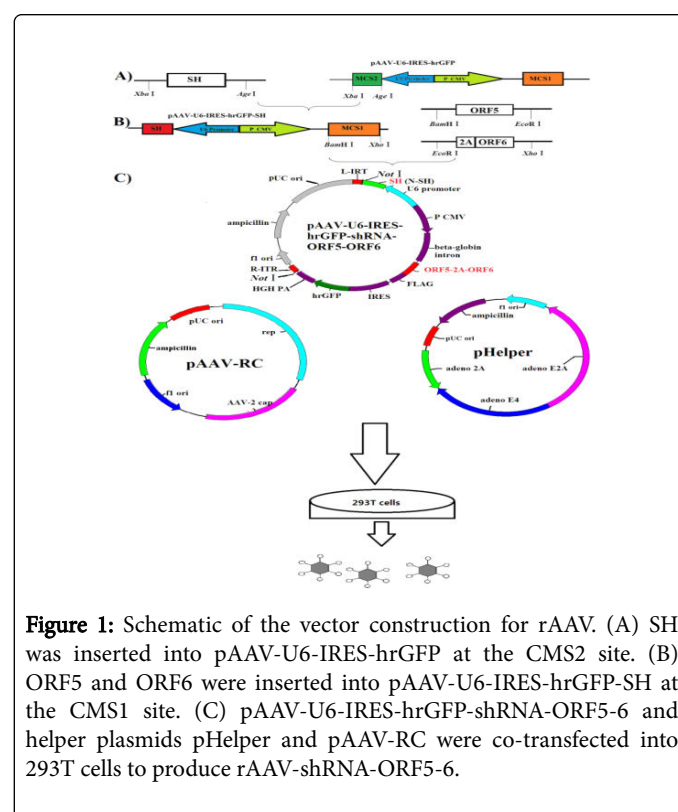 pAAV-U6-IRES-hrGFP
A)
SH
MCS2
P CMV
MCS1
Xba I
Age I
Xba I
Age I
pAAV-U6-IRES-hrGFP-SH
ORF5
B)
SH
U6 Promoter
P CMV
MCS1
BamH I
EcoR I
BamH I
Xho I
2A
ORF6
EcoR I
Xho I
C)
L-IRT
Not I
pUC ori
SH (N-SH)
U6 promoter
ampicillin
pAAV-U6-IRES-
hrGFP-shRNA-
ORF5-ORF6
P CMV
beta-globin
intron
f1 ori
R-ITR
ORF5-2A-ORF6
Not I
HGH PA
hrGFP
IRES
FLAG
pUC ori
rep
ampicillin
pAAV-RC
f1 ori
AAV-2 cap
f1 ori
ampicillin
pHelper
pUC ori
adeno 2A
adeno E2A
adeno E4
293T cells
Figure 1: Schematic of the vector construction for rAAV. (A) SH
was inserted into pAAV-U6-IRES-hrGFP at the CMS2 site. (B)
ORF5 and ORF6 were inserted into pAAV-U6-IRES-hrGFP-SH at
the CMS1 site. (C) pAAV-U6-IRES-hrGFP-shRNA-ORF5-6 and
helper plasmids pHelper and pAAV-RC were co-transfected into
293T cells to produce rAAV-shRNA-ORF5-6.